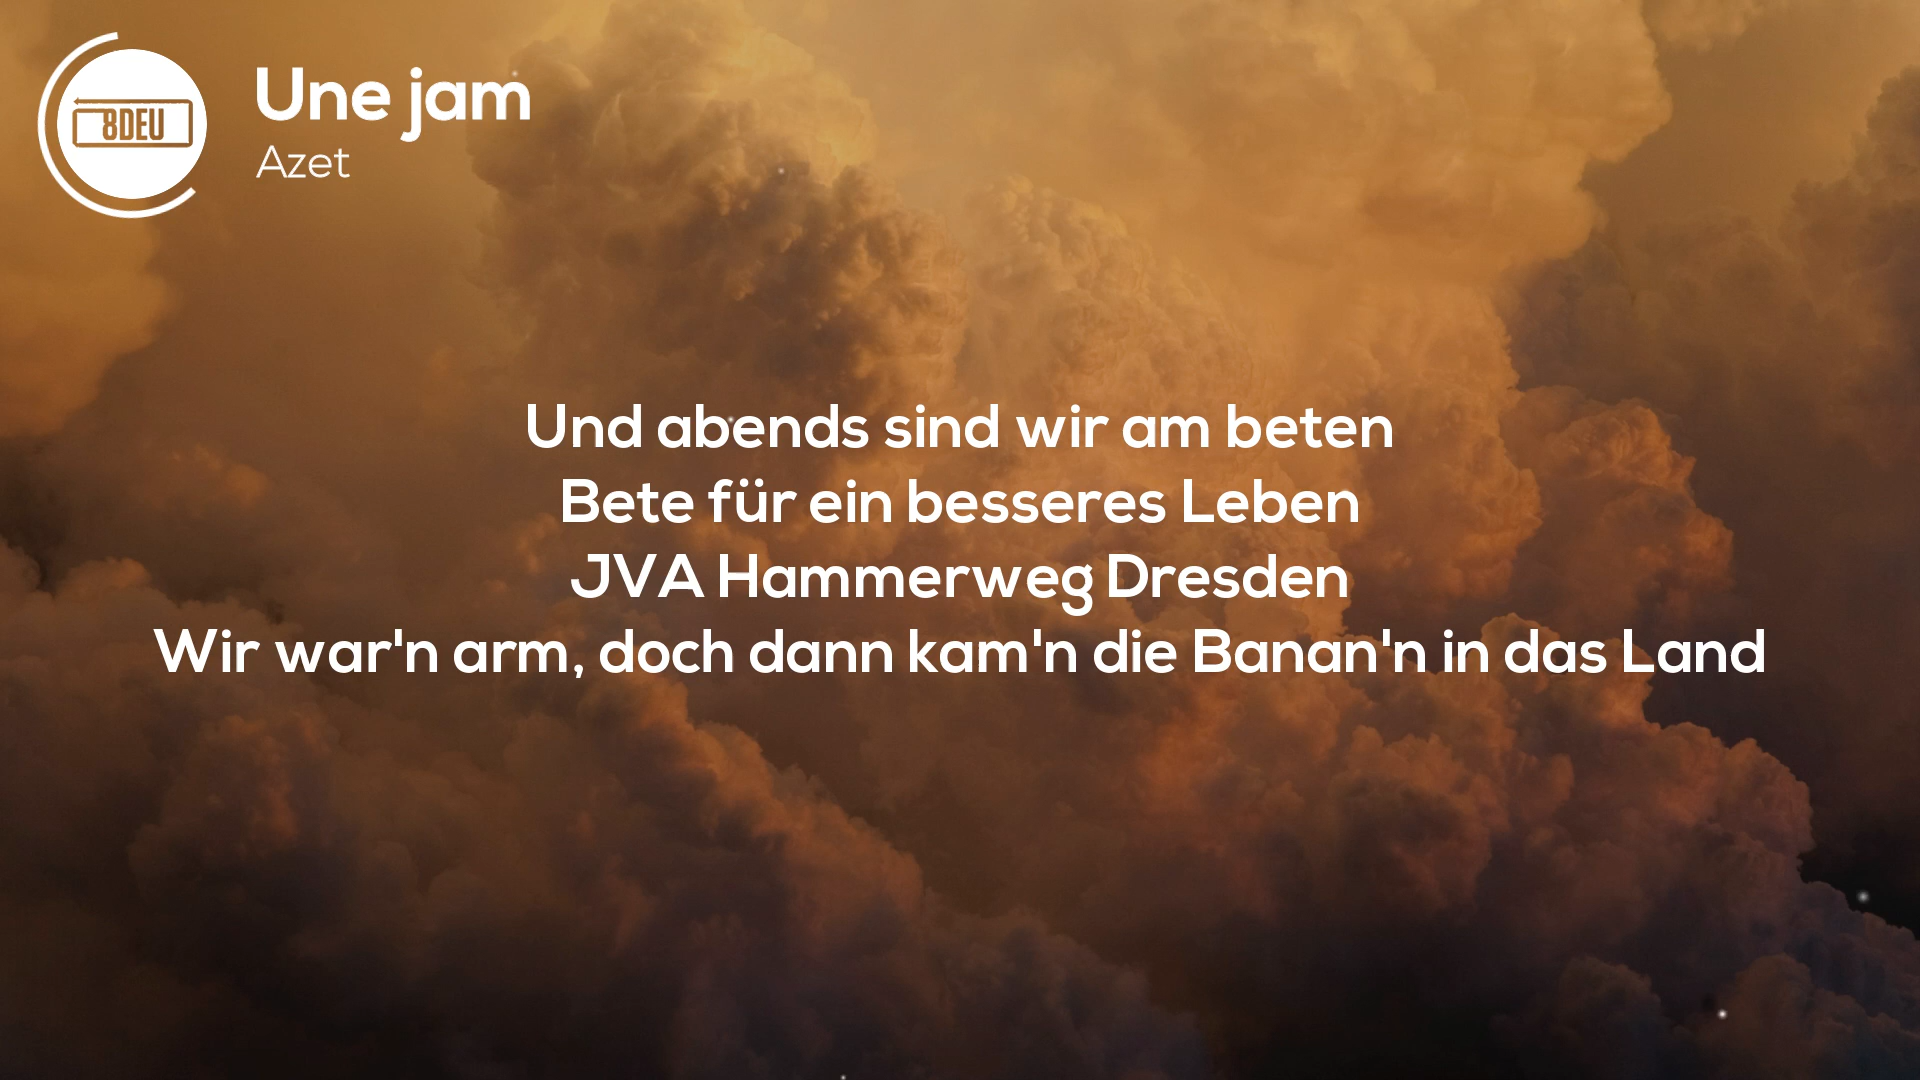 8DEU
Une jam
Azet
Und abends sind wir am beten
Bete für ein besseres Leben
JVA Hammerweg Dresden
Wir war'n arm, doch dann kam'n die Banan'n in das Land